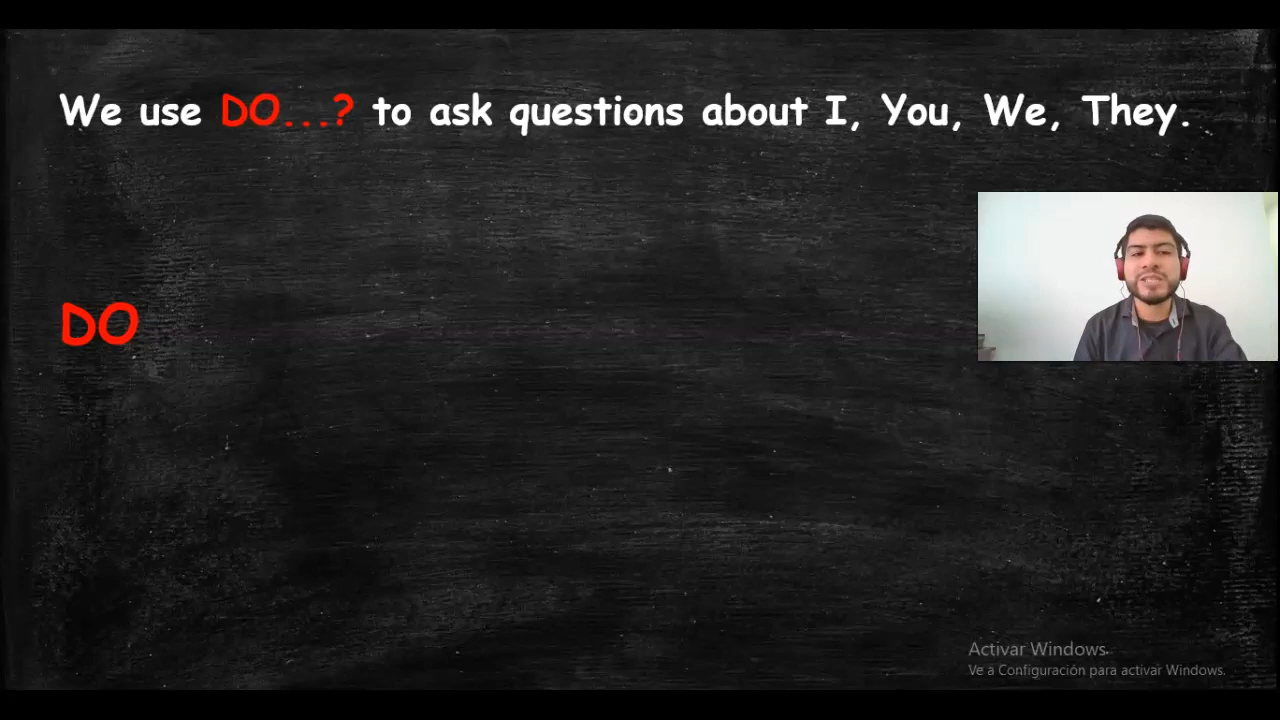 We use DO...? to ask questions about I, You, We, They.
DO
Activar Windows
Ve a Configuración para activar Windows.